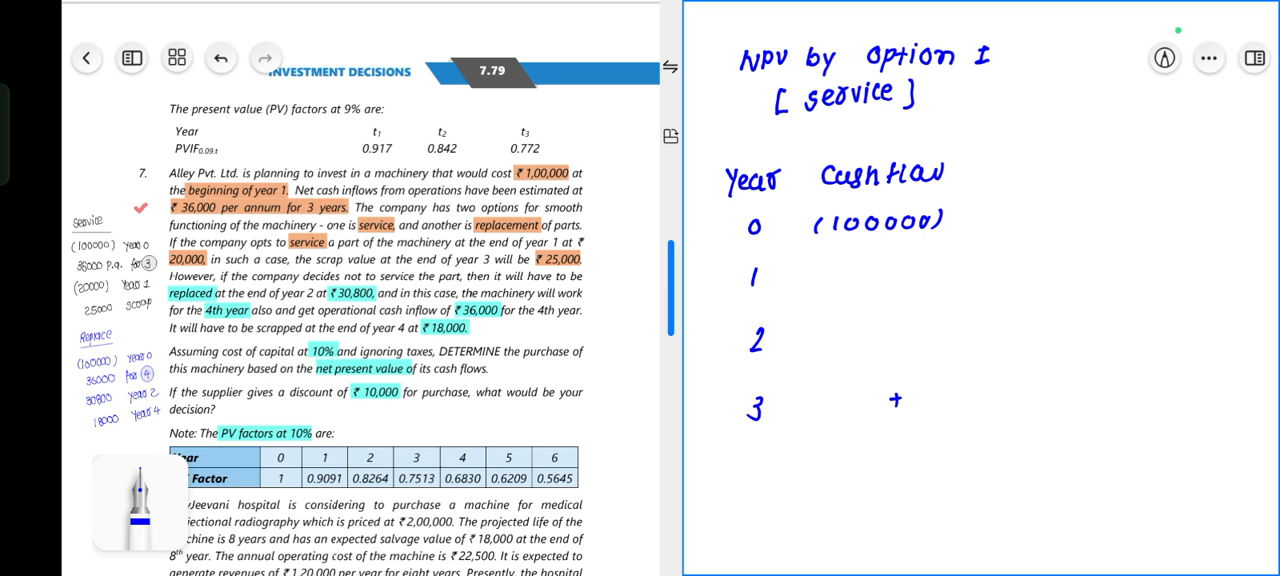 INVESTMENT DECISIONS
7.79
The present value (PV) factors at 9% are:
Year t1 t2 t3
PVIF0.09.t 0.917 0.842 0.772
7. Alley Pvt. Ltd. is planning to invest in a machinery that would cost ₹ 1,00,000 at
the beginning of year 1. Net cash inflows from operations have been estimated at
₹ 36,000 per annum for 3 years. The company has two options for smooth
functioning of the machinery - one is service, and another is replacement of parts.
If the company opts to service a part of the machinery at the end of year 1 at ₹
20,000, in such a case, the scrap value at the end of year 3 will be ₹ 25,000.
However, if the company decides not to service the part, then it will have to be
replaced at the end of year 2 at ₹ 30,800, and in this case, the machinery will work
for the 4th year also and get operational cash inflow of ₹ 36,000 for the 4th year.
It will have to be scrapped at the end of year 4 at ₹ 18,000.
Assuming cost of capital at 10% and ignoring taxes, DETERMINE the purchase of
this machinery based on the net present value of its cash flows.
If the supplier gives a discount of ₹ 10,000 for purchase, what would be your
decision?
Note: The PV factors at 10% are:
ear 0 1 2 3 4 5 6
Factor 1 0.9091 0.8264 0.7513 0.6830 0.6209 0.5645
Jeevani hospital is considering to purchase a machine for medical
jectional radiography which is priced at ₹ 2,00,000. The projected life of the
chine is 8 years and has an expected salvage value of ₹ 18,000 at the end of
8th year. The annual operating cost of the machine is ₹ 22,500. It is expected to
generate revenues of ₹ 1,20,000 per year for eight years. Presently, the hospital
Service
(100000) Year 0
36000 p.a. for 3
(20000) Year 1
25000 Scrap
Replace
(100000) Year 0
36000 for 4
30800 Year 2
18000 Year 4
NPV by option I
[ service ]
Year Cashflow
0 (100000)
1
2
3 +